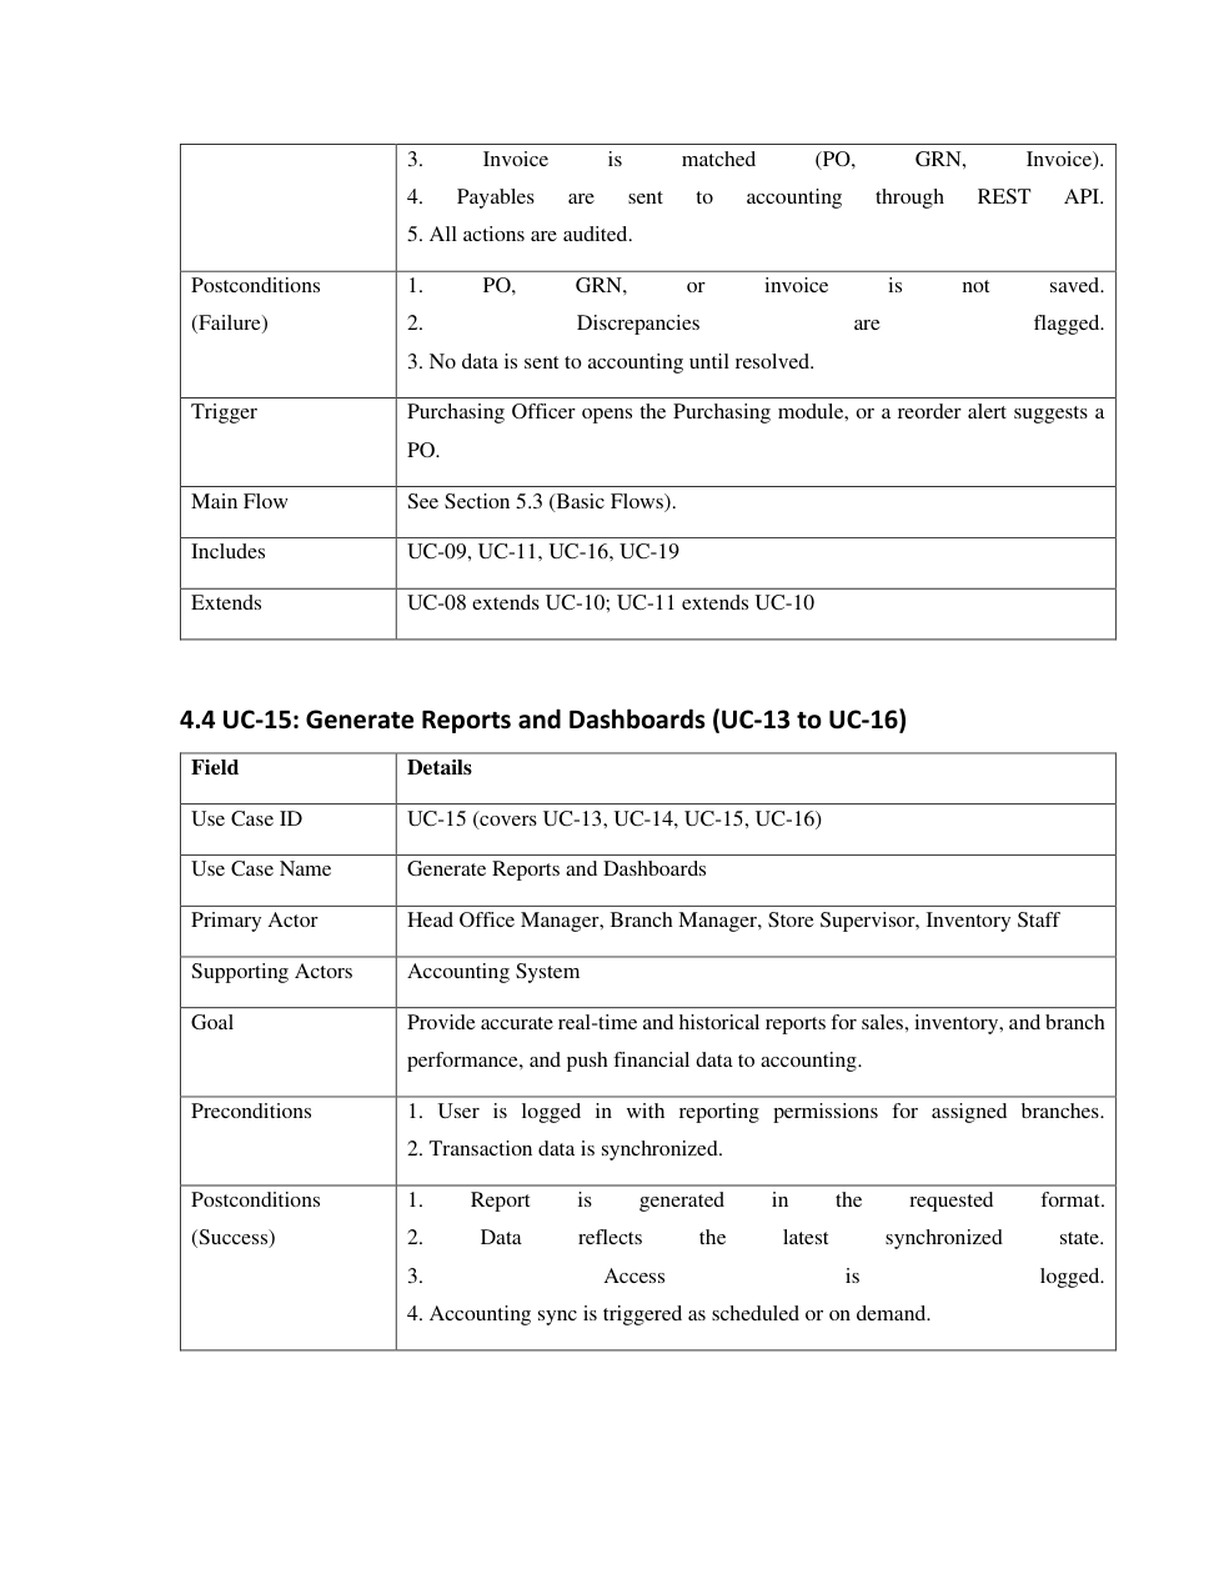 3. Invoice is matched (PO, GRN, Invoice).
4. Payables are sent to accounting through REST API.
5. All actions are audited.
Postconditions
(Failure)
1. PO, GRN, or invoice is not saved.
2. Discrepancies are flagged.
3. No data is sent to accounting until resolved.
Trigger
Purchasing Officer opens the Purchasing module, or a reorder alert suggests a
PO.
Main Flow
See Section 5.3 (Basic Flows).
Includes
UC-09, UC-11, UC-16, UC-19
Extends
UC-08 extends UC-10; UC-11 extends UC-10
4.4 UC-15: Generate Reports and Dashboards (UC-13 to UC-16)
Field
Details
Use Case ID
UC-15 (covers UC-13, UC-14, UC-15, UC-16)
Use Case Name
Generate Reports and Dashboards
Primary Actor
Head Office Manager, Branch Manager, Store Supervisor, Inventory Staff
Supporting Actors
Accounting System
Goal
Provide accurate real-time and historical reports for sales, inventory, and branch
performance, and push financial data to accounting.
Preconditions
1. User is logged in with reporting permissions for assigned branches.
2. Transaction data is synchronized.
Postconditions
(Success)
1. Report is generated in the requested format.
2. Data reflects the latest synchronized state.
3. Access is logged.
4. Accounting sync is triggered as scheduled or on demand.